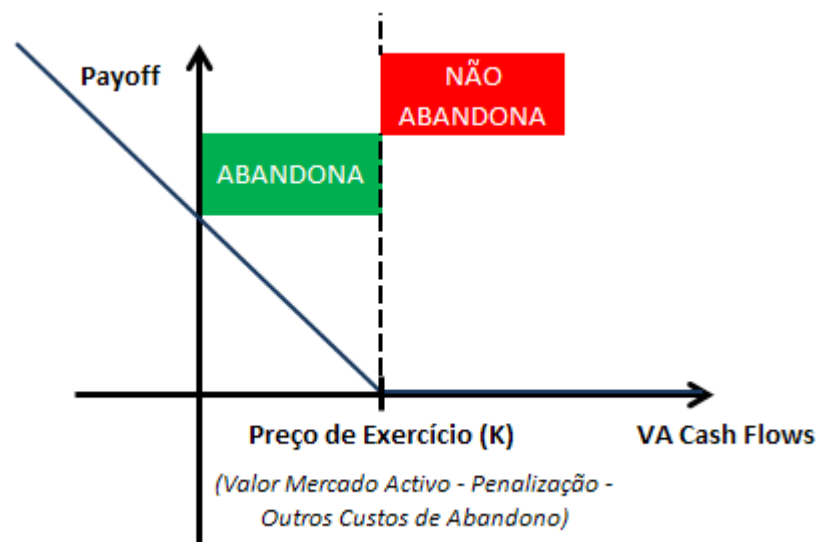 Payoff
NÃO
ABANDONA
ABANDONA
Preço de Exercício (K)
VA Cash Flows
(Valor Mercado Activo - Penalização -
Outros Custos de Abandono)